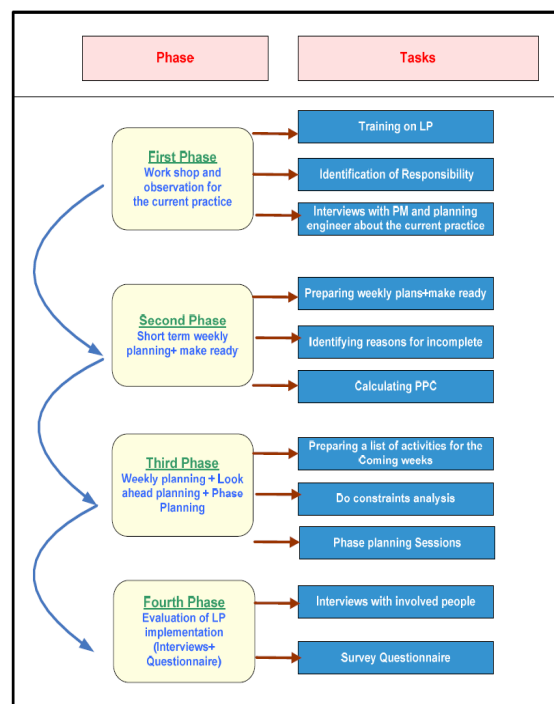 Phase
Tasks
First Phase
Work shop and
observation for
the current practice
Training on LP
Identification of Responsibility
Interviews with PM and planning
engineer about the current practice
Second Phase
Short term weekly
planning+ make ready
Preparing weekly plans+make ready
Identifying reasons for incomplete
Calculating PPC
Third Phase
Weekly planning + Look
ahead planning + Phase
Planning
Preparing a list of activities for the
Coming weeks
Do constraints analysis
Phase planning Sessions
Fourth Phase
Evaluation of LP
implementation
(Interviews+
Questionnaire)
Interviews with involved people
Survey Questionnaire